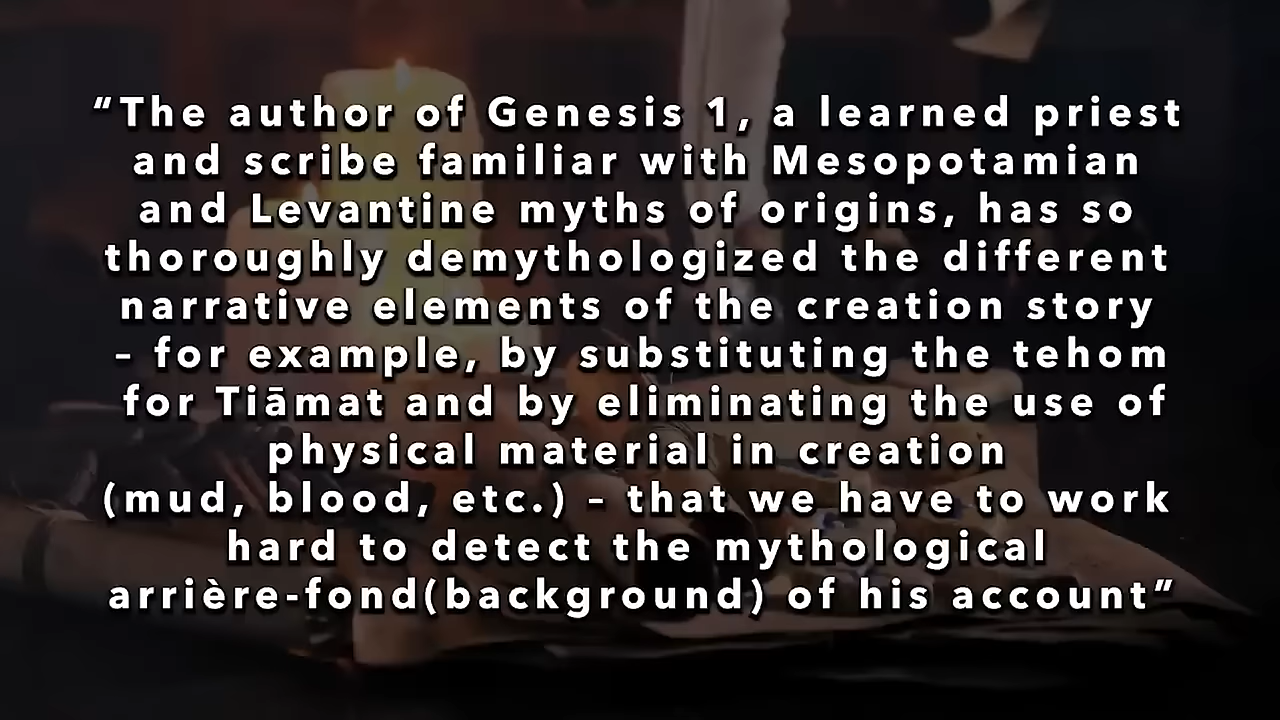 “The author of Genesis 1, a learned priest
and scribe familiar with Mesopotamian
and Levantine myths of origins, has so
thoroughly demythologized the different
narrative elements of the creation story
– for example, by substituting the tehom
for Tiāmat and by eliminating the use of
physical material in creation
(mud, blood, etc.) – that we have to work
hard to detect the mythological
arrière-fond(background) of his account”